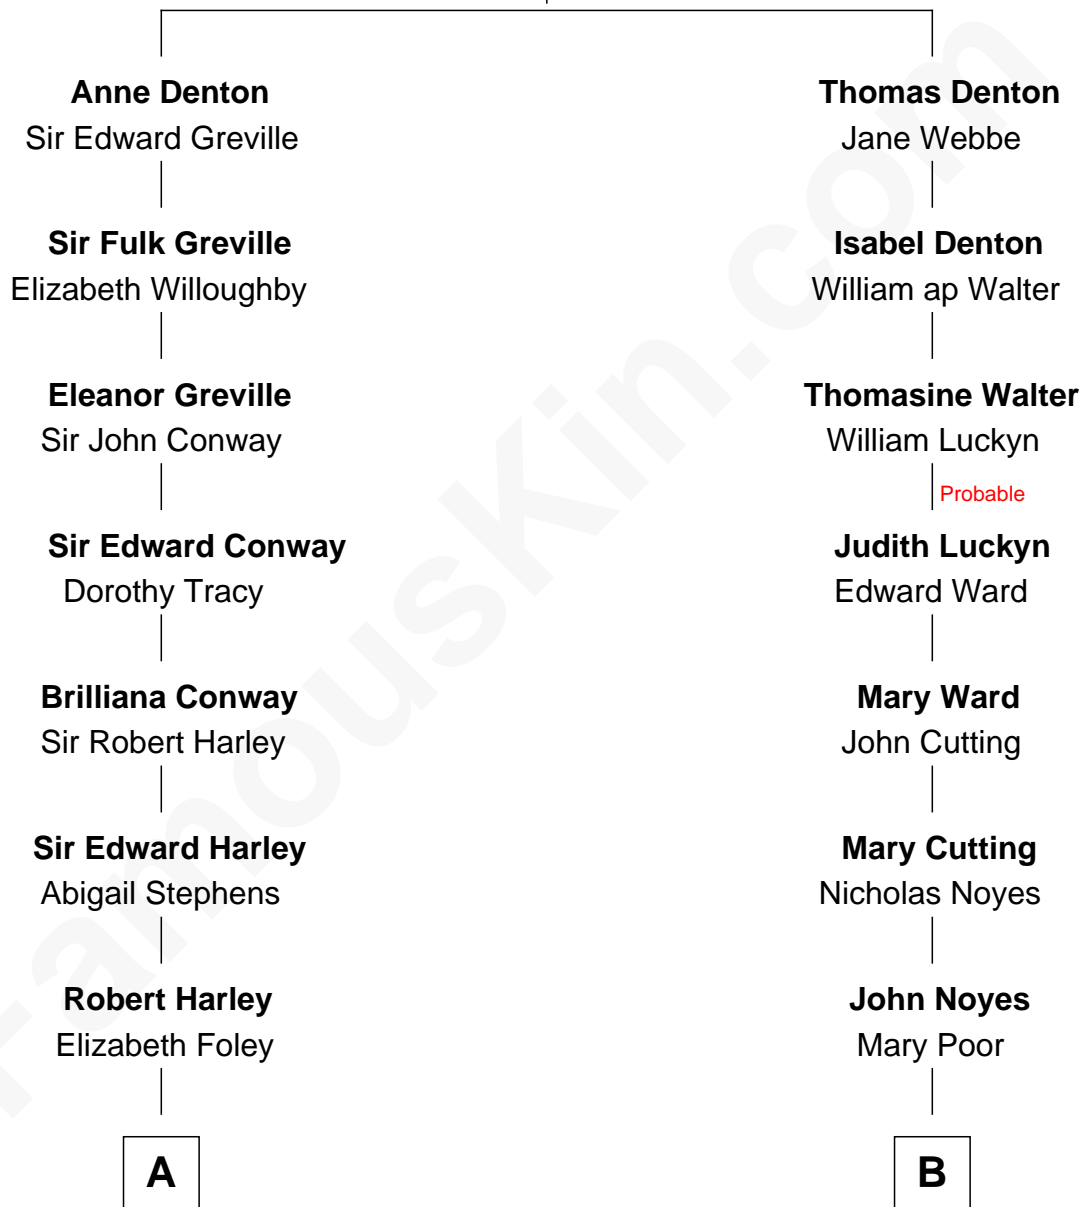 Anne Denton
Sir Edward Greville
Sir Fulk Greville
Elizabeth Willoughby
Eleanor Greville
Sir John Conway
Sir Edward Conway
Dorothy Tracy
Brilliana Conway
Sir Robert Harley
Sir Edward Harley
Abigail Stephens
Robert Harley
Elizabeth Foley
A
Thomas Denton
Jane Webbe
Isabel Denton
William ap Walter
Thomasine Walter
William Luckyn
Probable
Judith Luckyn
Edward Ward
Mary Ward
John Cutting
Mary Cutting
Nicholas Noyes
John Noyes
Mary Poor
B
FamousKin.com